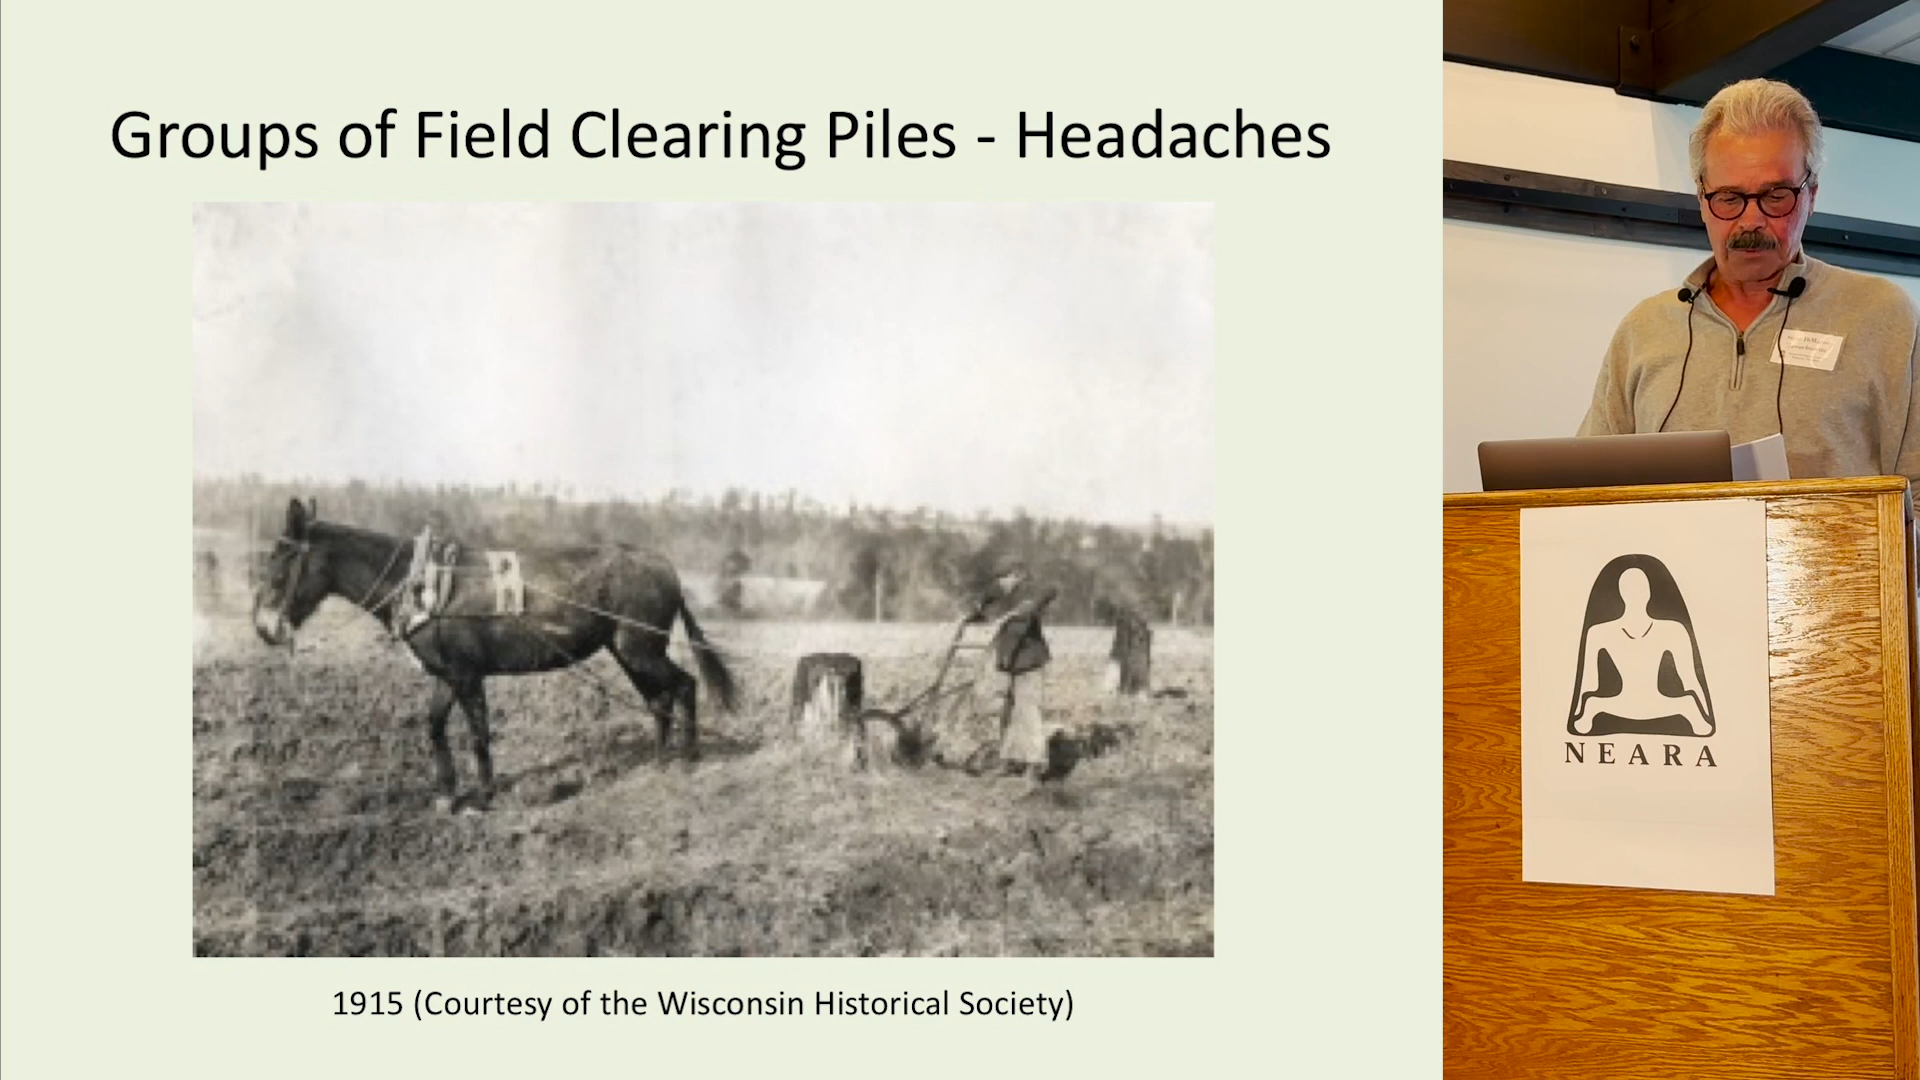 Groups of Field Clearing Piles - Headaches
1915 (Courtesy of the Wisconsin Historical Society)
NEARA